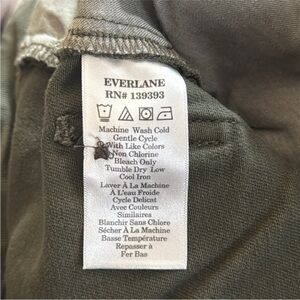 EVERLANE
RN# 139393
Machine Wash Cold
Gentle Cycle
With Like Colors
Non Chlorine
Bleach Only
Tumble Dry Low
Cool Iron
Laver À La Machine
À L'eau Froide
Cycle Delicat
Avec Couleurs
Similaires
Blanchir Sans Chlore
Sécher À La Machine
Basse Température
Repasser à
Fer Bas